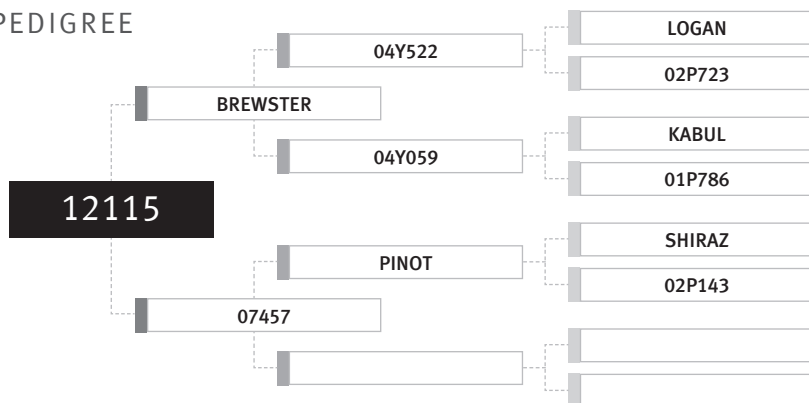 PEDIGREE
LOGAN
04Y522
02P723
BREWSTER
KABUL
04Y059
01P786
12115
SHIRAZ
PINOT
02P143
07457